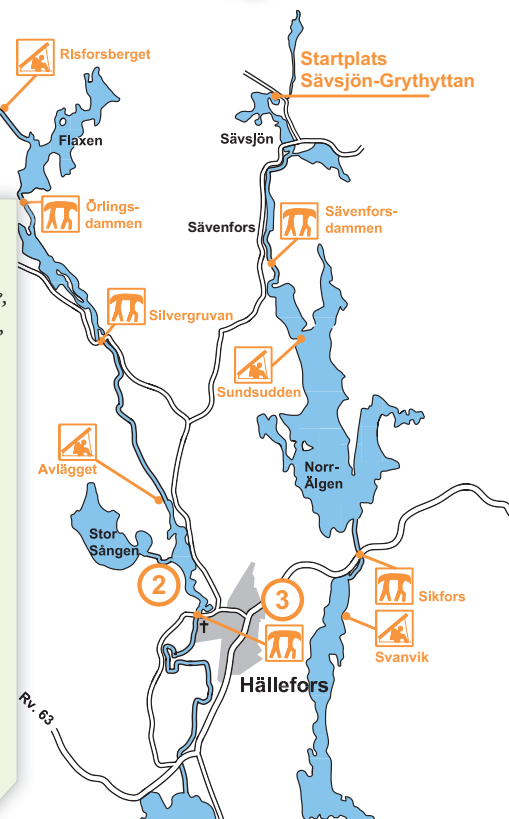 Startplats
Sävsjön-Grythyttan
RIsforsberget
Flaxen
Sävsjön
Örlings-
dammen
Sävenfors
Sävenfors-
dammen
Silvergruvan
Sundsudden
Avlägget
Norr-
Älgen
Stor
Sången
2
3
Sikfors
Svanvik
Hällefors
Rv. 63